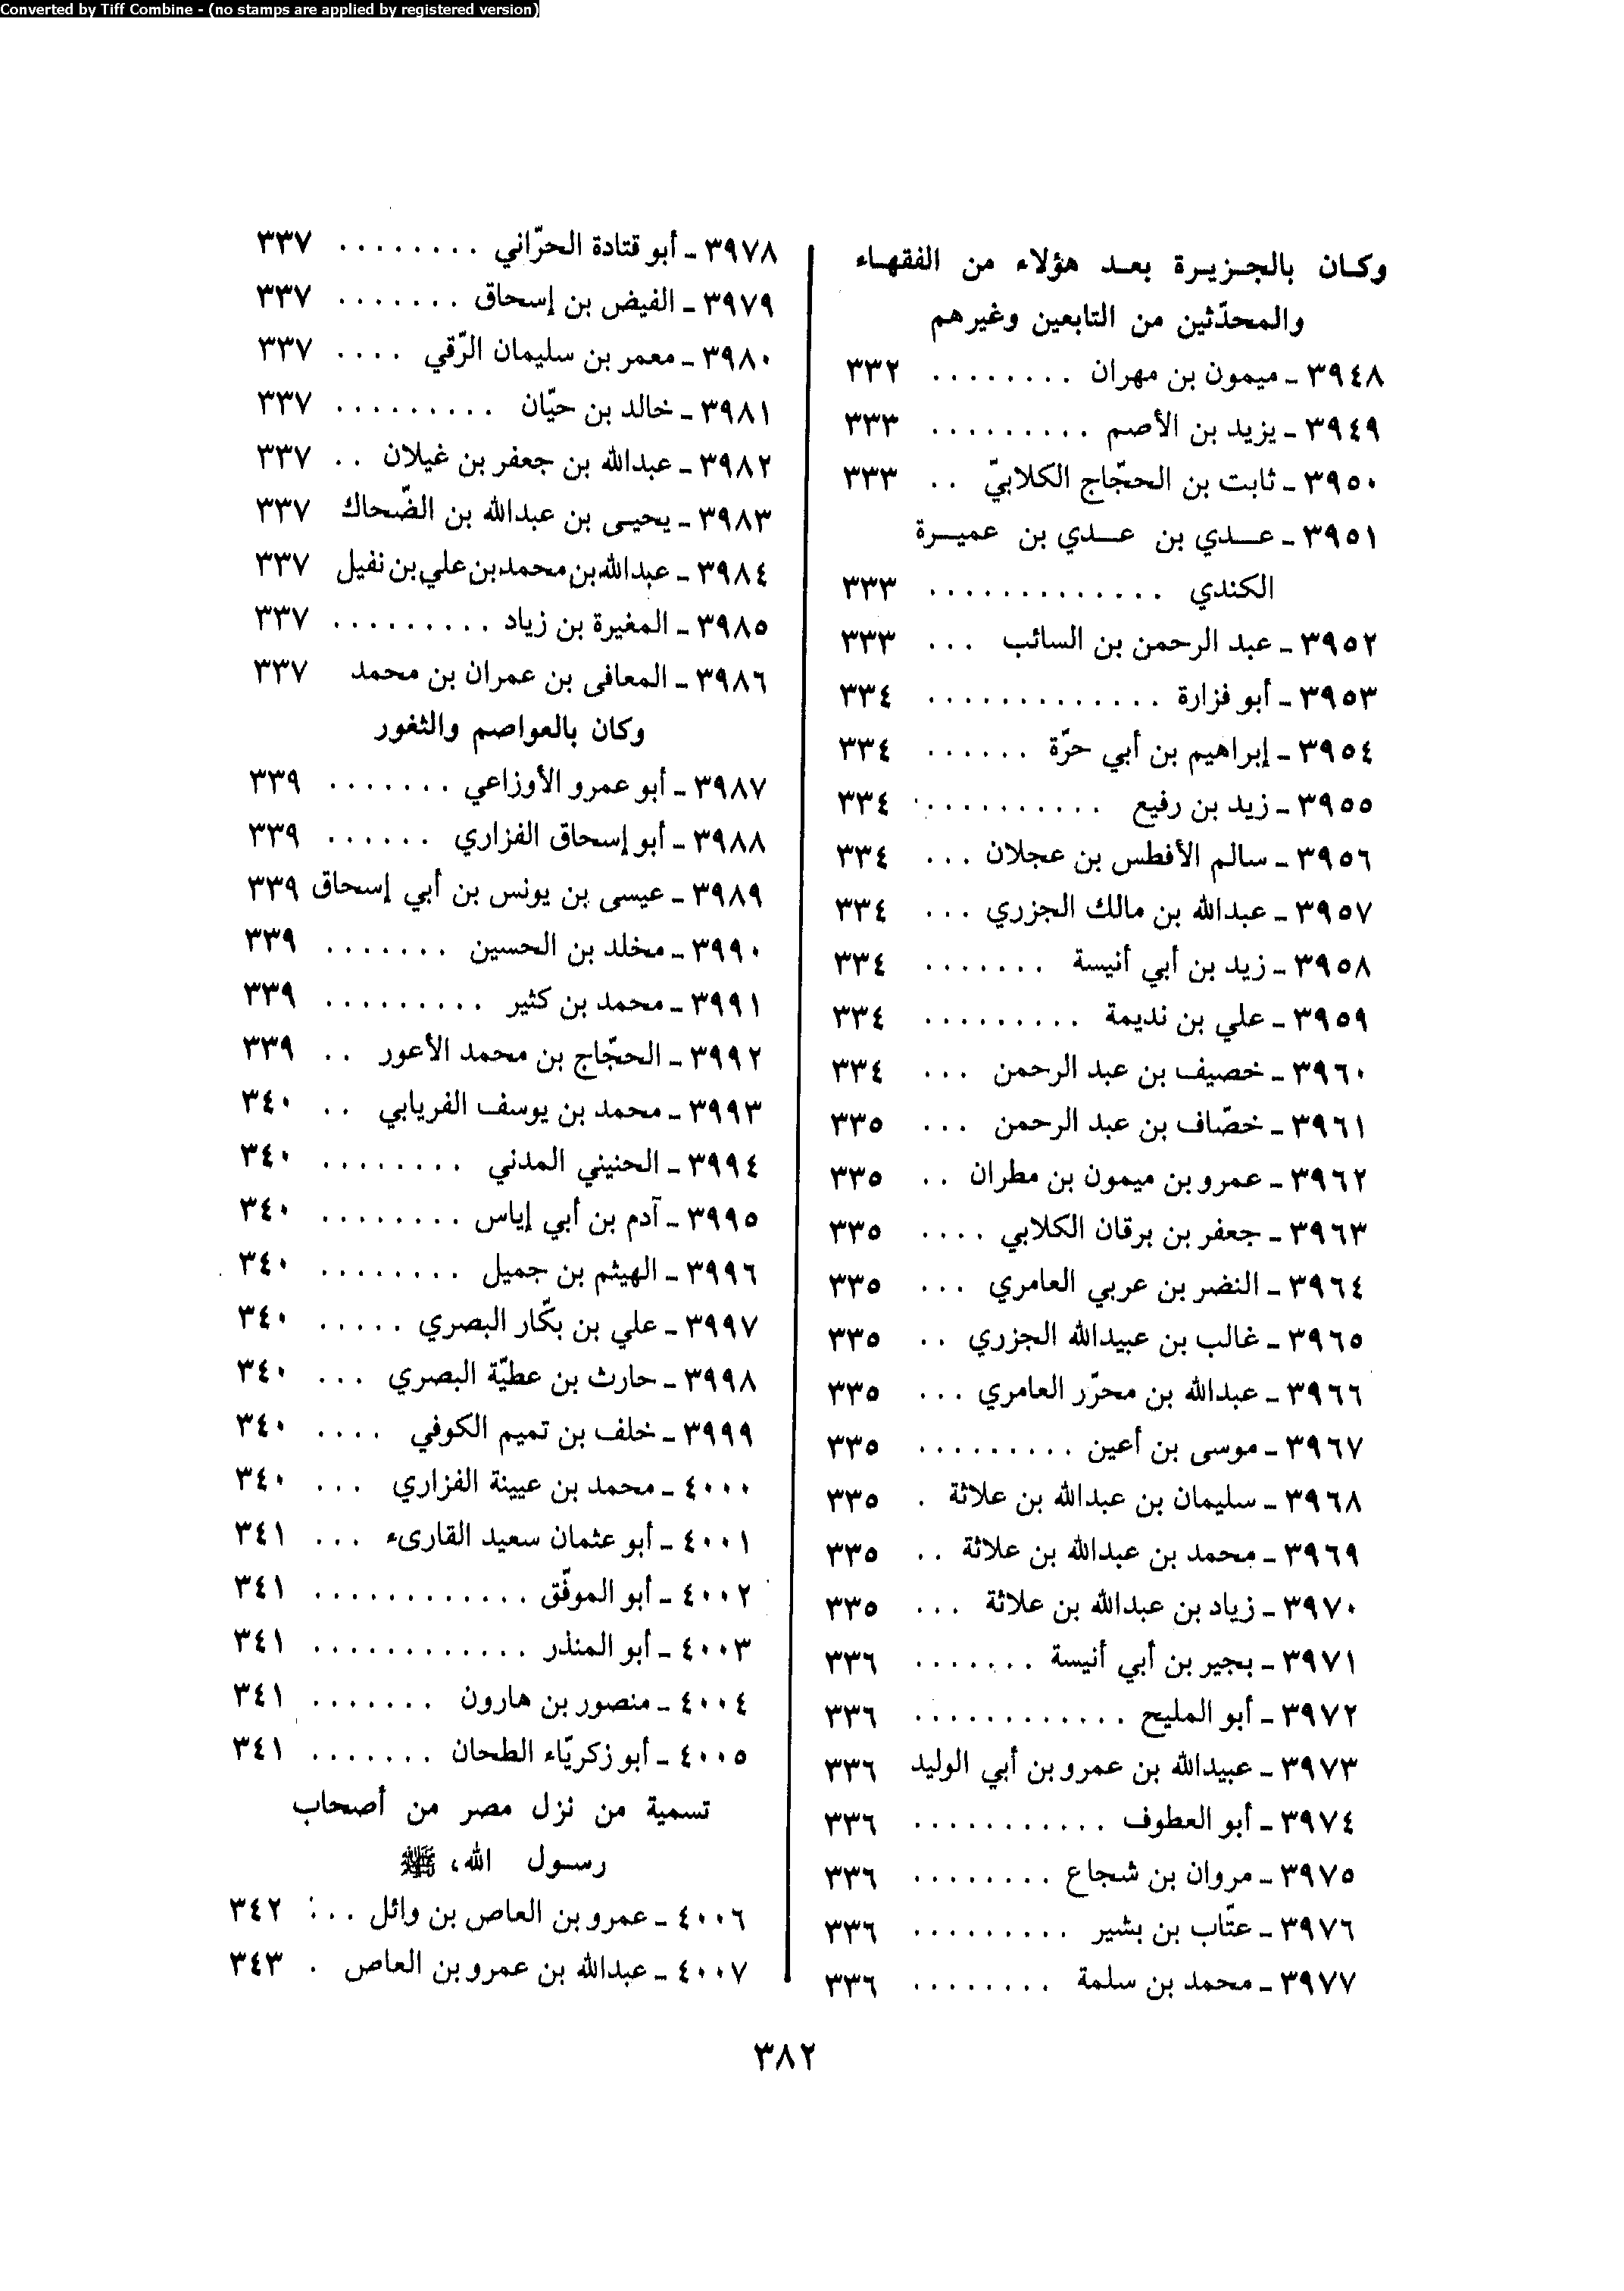 Converted by Tiff Combine - (no stamps are applied by registered version)
وكان بالجزيرة بعد هؤلاء من الفقهاء
والمحدّثين من التابعين وغيرهم
٣٩٤٨ - ميمون بن مهران ........ ٣٣٢
٣٩٤٩ - يزيد بن الأصم ......... ٣٣٣
٣٩٥٠ - ثابت بن الحجّاج الكلابيّ .. ٣٣٣
٣٩٥١ - عدي بن عدي بن عميرة
الكندي ............. ٣٣٣
٣٩٥٢ - عبد الرحمن بن السائب ... ٣٣٣
٣٩٥٣ - أبو فزارة ............. ٣٣٤
٣٩٥٤ - إبراهيم بن أبي حرّة ...... ٣٣٤
٣٩٥٥ - زيد بن رفيع .......... ٣٣٤
٣٩٥٦ - سالم الأفطس بن عجلان ... ٣٣٤
٣٩٥٧ - عبدالله بن مالك الجزري ... ٣٣٤
٣٩٥٨ - زيد بن أبي أنيسة ....... ٣٣٤
٣٩٥٩ - علي بن نديمة ......... ٣٣٤
٣٩٦٠ - خصيف بن عبد الرحمن ... ٣٣٤
٣٩٦١ - خصّاف بن عبد الرحمن ... ٣٣٥
٣٩٦٢ - عمرو بن ميمون بن مطران .. ٣٣٥
٣٩٦٣ - جعفر بن برقان الكلابي .... ٣٣٥
٣٩٦٤ - النضر بن عربي العامري ... ٣٣٥
٣٩٦٥ - غالب بن عبيدالله الجزري .. ٣٣٥
٣٩٦٦ - عبدالله بن محرّر العامري ... ٣٣٥
٣٩٦٧ - موسى بن أعين ......... ٣٣٥
٣٩٦٨ - سليمان بن عبدالله بن علاثة . ٣٣٥
٣٩٦٩ - محمد بن عبدالله بن علاثة .. ٣٣٥
٣٩٧٠ - زياد بن عبدالله بن علاثة ... ٣٣٥
٣٩٧١ - بجير بن أبي أنيسة ....... ٣٣٦
٣٩٧٢ - أبو المليح ............ ٣٣٦
٣٩٧٣ - عبيدالله بن عمرو بن أبي الوليد ٣٣٦
٣٩٧٤ - أبو العطوف ........... ٣٣٦
٣٩٧٥ - مروان بن شجاع ........ ٣٣٦
٣٩٧٦ - عتّاب بن بشير ......... ٣٣٦
٣٩٧٧ - محمد بن سلمة ........ ٣٣٦
٣٩٧٨ - أبو قتادة الحرّاني ........ ٣٣٧
٣٩٧٩ - الفيض بن إسحاق ....... ٣٣٧
٣٩٨٠ - معمر بن سليمان الرّقي .... ٣٣٧
٣٩٨١ - خالد بن حيّان ......... ٣٣٧
٣٩٨٢ - عبدالله بن جعفر بن غيلان .. ٣٣٧
٣٩٨٣ - يحيى بن عبدالله بن الضّحاك ٣٣٧
٣٩٨٤ - عبدالله بن محمد بن علي بن نفيل ٣٣٧
٣٩٨٥ - المغيرة بن زياد ......... ٣٣٧
٣٩٨٦ - المعافى بن عمران بن محمد ٣٣٧
وكان بالعواصم والثغور
٣٩٨٧ - أبو عمرو الأوزاعي ....... ٣٣٩
٣٩٨٨ - أبو إسحاق الفزاري ...... ٣٣٩
٣٩٨٩ - عيسى بن يونس بن أبي إسحاق ٣٣٩
٣٩٩٠ - مخلد بن الحسين ....... ٣٣٩
٣٩٩١ - محمد بن كثير ......... ٣٣٩
٣٩٩٢ - الحجّاج بن محمد الأعور .. ٣٣٩
٣٩٩٣ - محمد بن يوسف الفريابي .. ٣٤٠
٣٩٩٤ - الحنيني المدني ........ ٣٤٠
٣٩٩٥ - آدم بن أبي إياس ........ ٣٤٠
٣٩٩٦ - الهيثم بن جميل ........ ٣٤٠
٣٩٩٧ - علي بن بكّار البصري ..... ٣٤٠
٣٩٩٨ - حارث بن عطيّة البصري ... ٣٤٠
٣٩٩٩ - خلف بن تميم الكوفي .... ٣٤٠
٤٠٠٠ - محمد بن عيينة الفزاري ... ٣٤٠
٤٠٠١ - أبو عثمان سعيد القارىء ... ٣٤١
٤٠٠٢ - أبو الموفّق ............ ٣٤١
٤٠٠٣ - أبو المنذر ............ ٣٤١
٤٠٠٤ - منصور بن هارون ....... ٣٤١
٤٠٠٥ - أبو زكريّاء الطحان ....... ٣٤١
تسمية من نزل مصر من أصحاب
رسول الله، ﷺ
٤٠٠٦ - عمرو بن العاص بن وائل ... ٣٤٢
٤٠٠٧ - عبدالله بن عمرو بن العاص . ٣٤٣
٣٨٢